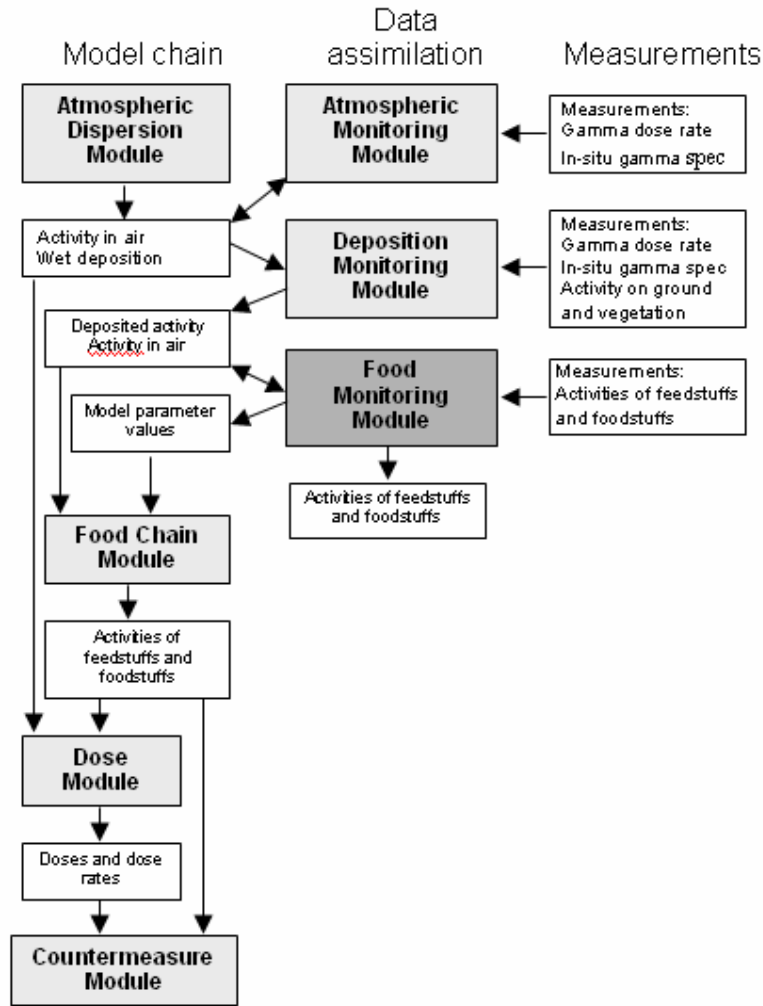 Model chain
Data
assimilation
Measurements
Atmospheric
Dispersion
Module
Atmospheric
Monitoring
Module
Measurements:
Gamma dose rate
In-situ gamma spec
Activity in air
Wet deposition
Deposition
Monitoring
Module
Measurements:
Gamma dose rate
In-situ gamma spec
Activity on ground
and vegetation
Deposited activity
Activity in air
Food
Monitoring
Module
Measurements:
Activities of feedstuffs
and foodstuffs
Model parameter
values
Activities of feedstuffs
and foodstuffs
Food Chain
Module
Activities of
feedstuffs and
foodstuffs
Dose
Module
Doses and dose
rates
Countermeasure
Module